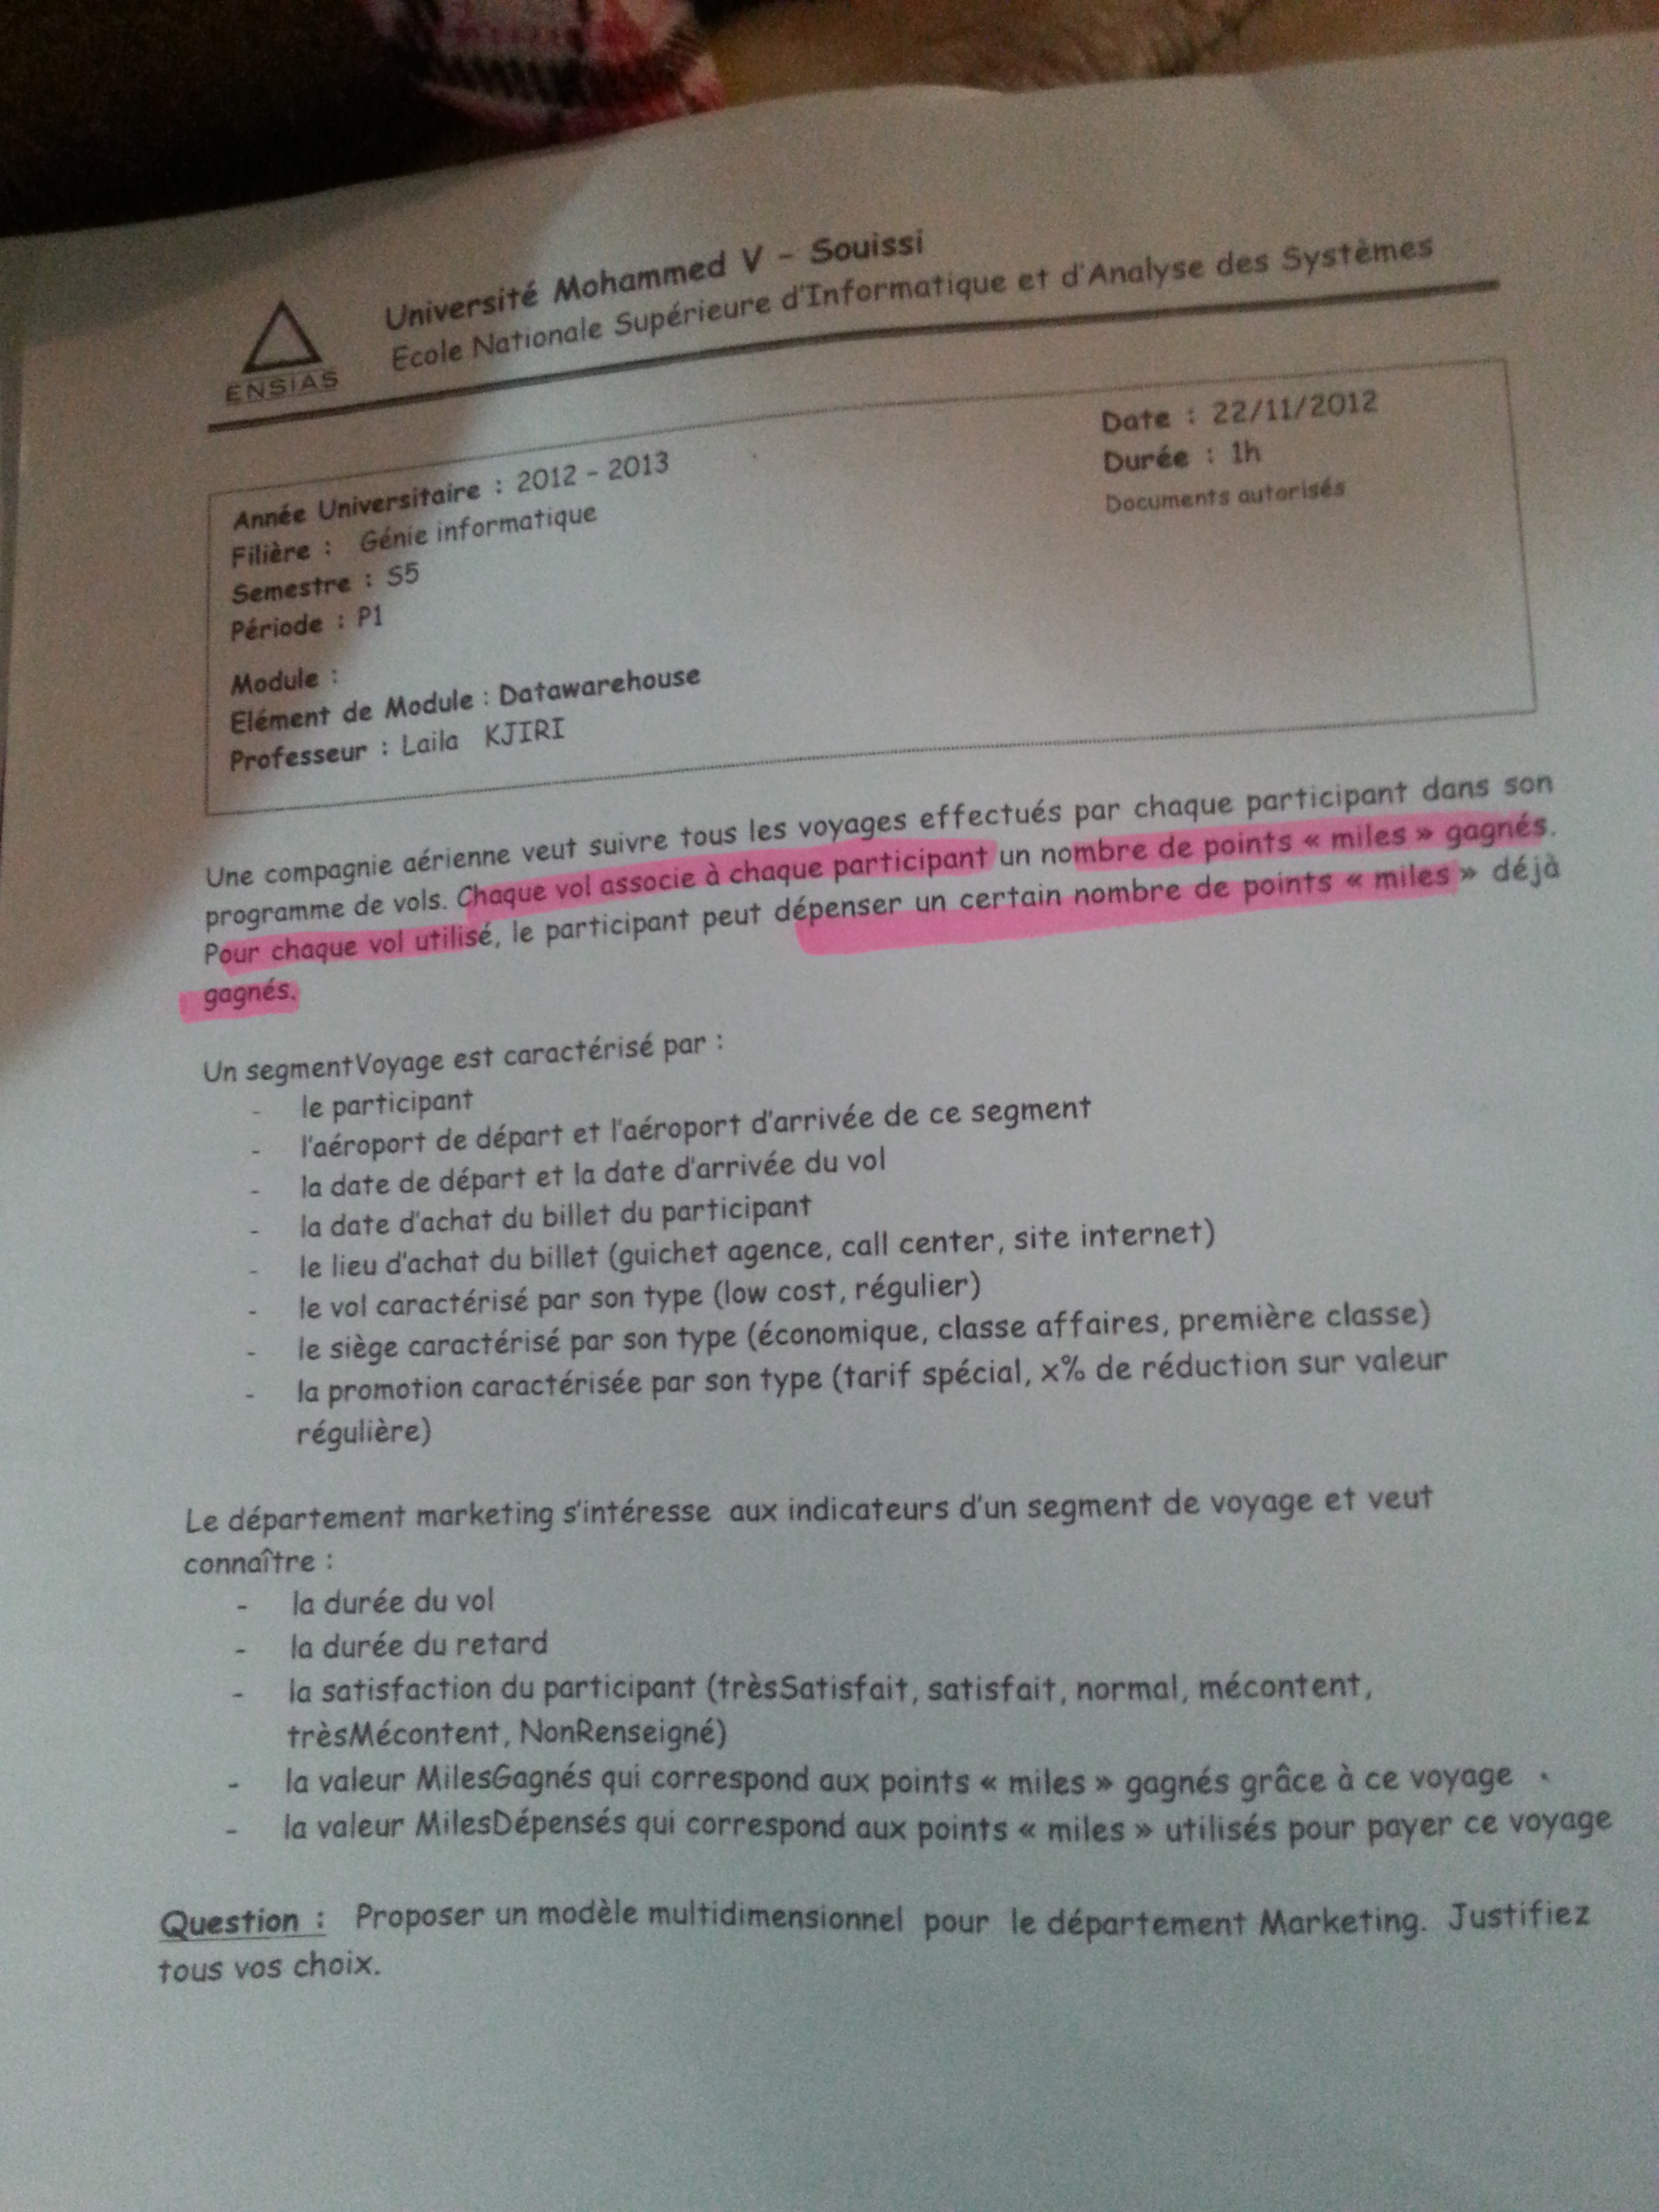 Université Mohammed V - Souissi
Ecole Nationale Supérieure d'Informatique et d'Analyse des Systèmes
ENSIAS
Année Universitaire : 2012 - 2013
Filière : Génie informatique
Semestre : S5
Période : P1
Module :
Elément de Module : Datawarehouse
Professeur : Laila KJIRI
Date : 22/11/2012
Durée : 1h
Documents autorisés
Une compagnie aérienne veut suivre tous les voyages effectués par chaque participant dans son
programme de vols. Chaque vol associe à chaque participant un nombre de points « miles » gagnés.
Pour chaque vol utilisé, le participant peut dépenser un certain nombre de points « miles » déjà
gagnés.
Un segmentVoyage est caractérisé par :
- le participant
- l'aéroport de départ et l'aéroport d'arrivée de ce segment
- la date de départ et la date d'arrivée du vol
- la date d'achat du billet du participant
- le lieu d'achat du billet (guichet agence, call center, site internet)
- le vol caractérisé par son type (low cost, régulier)
- le siège caractérisé par son type (économique, classe affaires, première classe)
- la promotion caractérisée par son type (tarif spécial, x% de réduction sur valeur
régulière)
Le département marketing s'intéresse aux indicateurs d'un segment de voyage et veut
connaître :
- la durée du vol
- la durée du retard
- la satisfaction du participant (trèsSatisfait, satisfait, normal, mécontent,
trèsMécontent, NonRenseigné)
- la valeur MilesGagnés qui correspond aux points « miles » gagnés grâce à ce voyage
- la valeur MilesDépensés qui correspond aux points « miles » utilisés pour payer ce voyage
Question : Proposer un modèle multidimensionnel pour le département Marketing. Justifiez
tous vos choix.